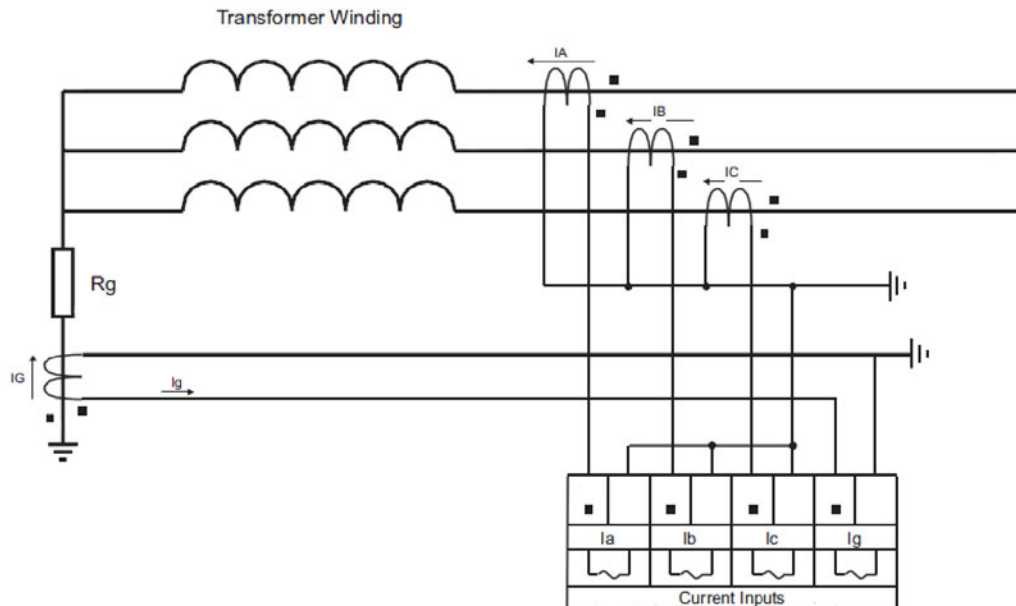 Transformer Winding
IA
IB
IC
Rg
IG
Ig
Ia Ib Ic Ig
Current Inputs